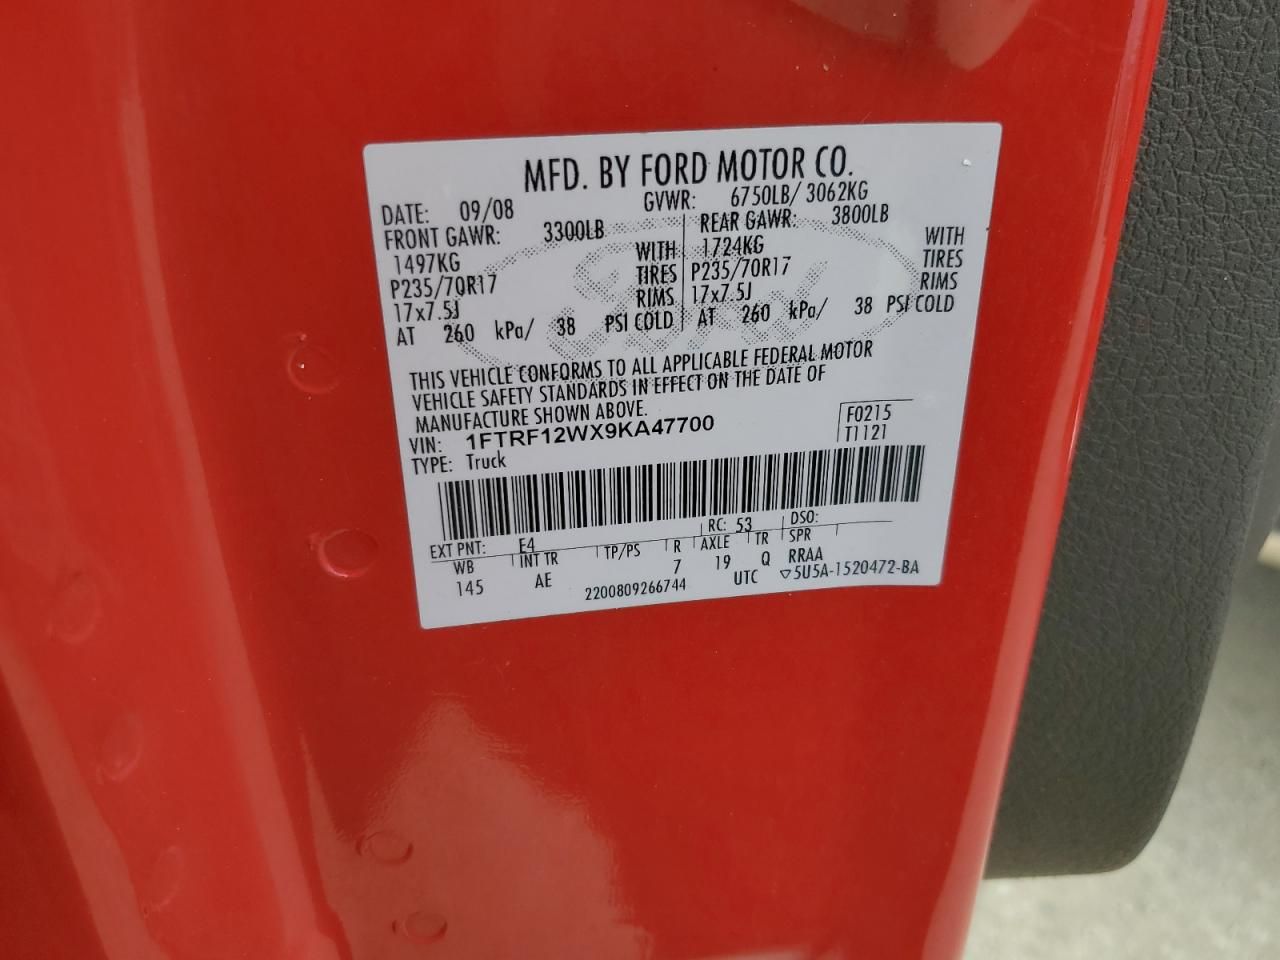 MFD. BY FORD MOTOR CO.
DATE: 09/08 GVWR: 6750LB/ 3062KG
FRONT GAWR: 3300LB REAR GAWR: 3800LB
1497KG WITH 1724KG WITH
P235/70R17 TIRES P235/70R17 TIRES
17x7.5J RIMS 17x7.5J RIMS
AT 260 kPa/ 38 PSI COLD AT 260 kPa/ 38 PSI COLD
THIS VEHICLE CONFORMS TO ALL APPLICABLE FEDERAL MOTOR
VEHICLE SAFETY STANDARDS IN EFFECT ON THE DATE OF
MANUFACTURE SHOWN ABOVE.
VIN: 1FTRF12WX9KA47700 F0215
TYPE: Truck T1121
EXT PNT: E4 RC: 53 DSO:
WB INT TR TP/PS R AXLE TR SPR
145 AE 7 19 Q RRAA
2200809266744 UTC ▽5U5A-1520472-BA